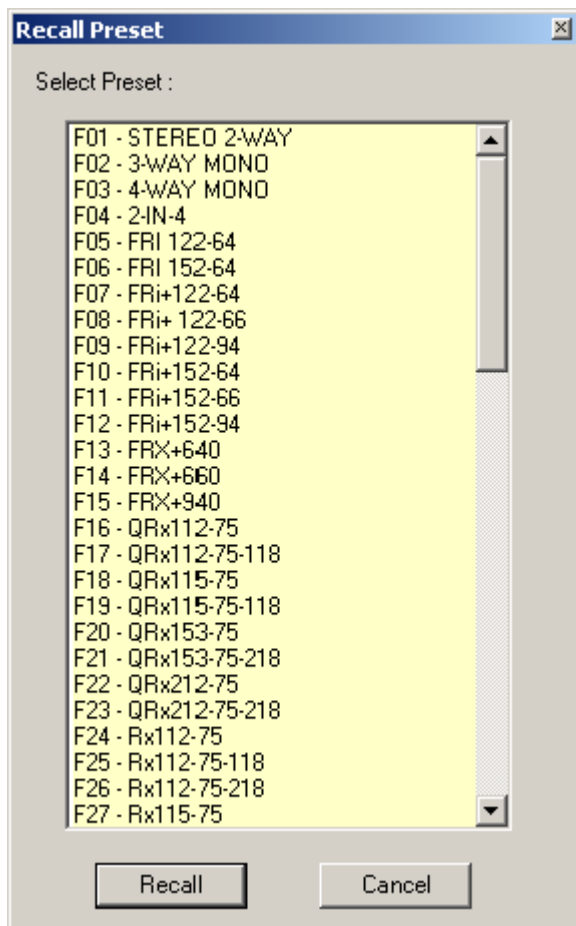 Recall Preset
Select Preset :
F01 - STEREO 2-WAY
F02 - 3-WAY MONO
F03 - 4-WAY MONO
F04 - 2-IN-4
F05 - FRI 122-64
F06 - FRI 152-64
F07 - FRi+122-64
F08 - FRi+ 122-66
F09 - FRi+122-94
F10 - FRi+152-64
F11 - FRi+152-66
F12 - FRi+152-94
F13 - FRX+640
F14 - FRX+660
F15 - FRX+940
F16 - QRx112-75
F17 - QRx112-75-118
F18 - QRx115-75
F19 - QRx115-75-118
F20 - QRx153-75
F21 - QRx153-75-218
F22 - QRx212-75
F23 - QRx212-75-218
F24 - Rx112-75
F25 - Rx112-75-118
F26 - Rx112-75-218
F27 - Rx115-75
Recall Cancel